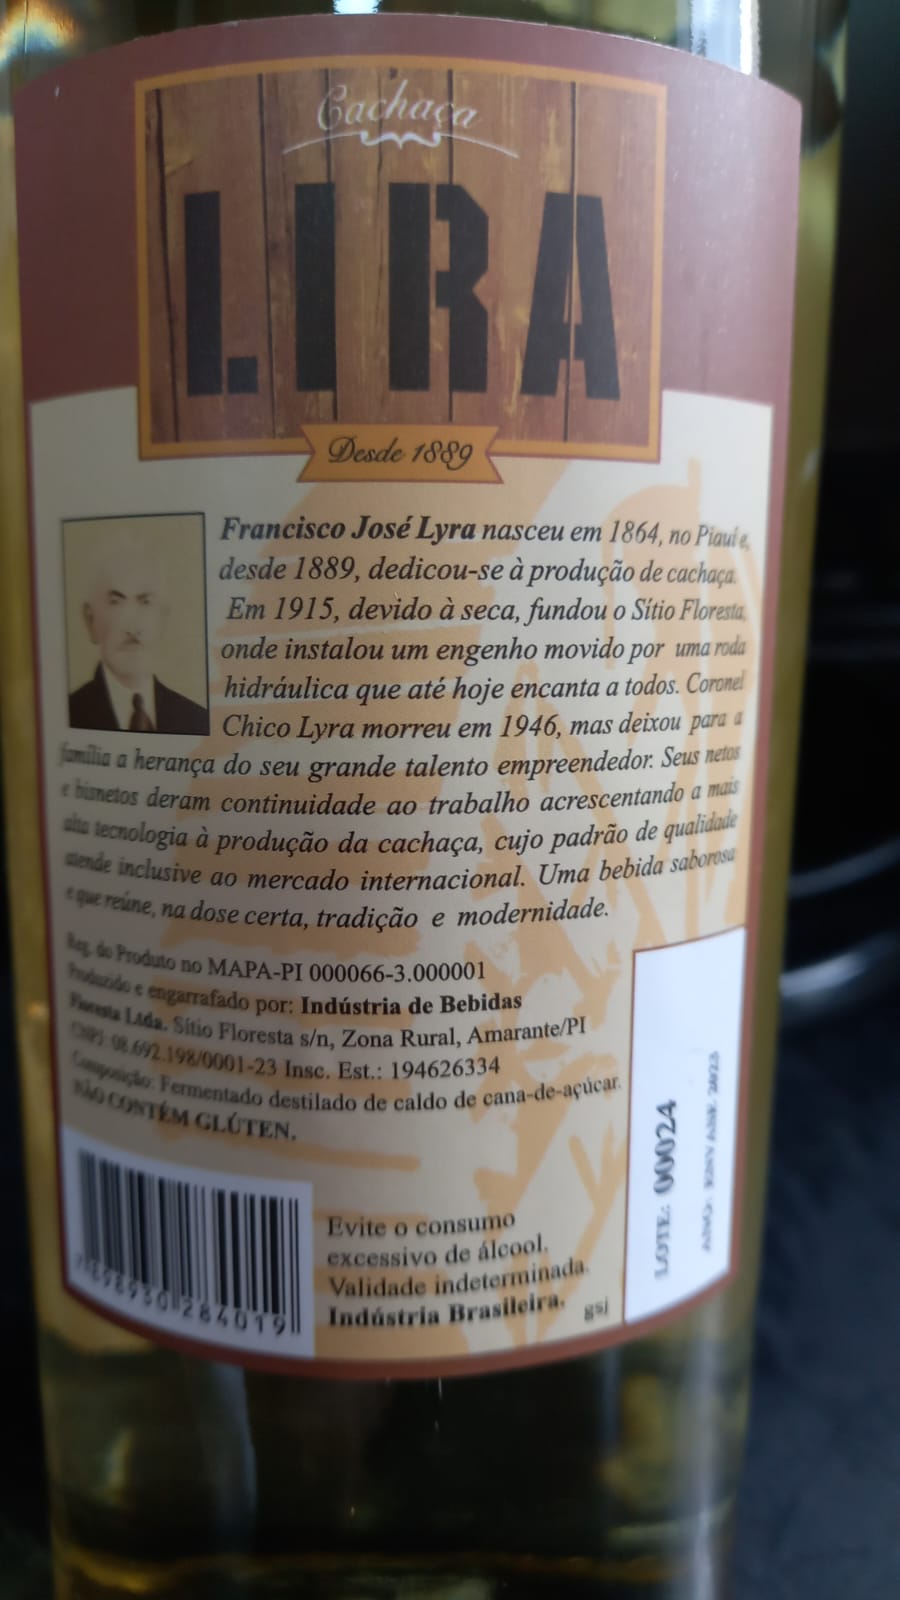 Cachaça
LIRA
Desde 1889
Francisco José Lyra nasceu em 1864, no Piauí e,
desde 1889, dedicou-se à produção de cachaça.
Em 1915, devido à seca, fundou o Sítio Floresta,
onde instalou um engenho movido por uma roda
hidráulica que até hoje encanta a todos. Coronel
Chico Lyra morreu em 1946, mas deixou para a
família a herança do seu grande talento empreendedor. Seus netos
e bisnetos deram continuidade ao trabalho acrescentando a mais
alta tecnologia à produção da cachaça, cujo padrão de qualidade
atende inclusive ao mercado internacional. Uma bebida saborosa
e que reúne, na dose certa, tradição e modernidade.
Reg. do Produto no MAPA-PI 000066-3.000001
Produzido e engarrafado por: Indústria de Bebidas
Floresta Ltda. Sítio Floresta s/n, Zona Rural, Amarante/PI
CNPJ: 08.692.198/0001-23 Insc. Est.: 194626334
Composição: Fermentado destilado de caldo de cana-de-açúcar.
NÃO CONTÉM GLÚTEN.
7898930284019
Evite o consumo
excessivo de álcool.
Validade indeterminada.
Indústria Brasileira.
gsj
LOTE: 00024
ANO: ENVASE 2023